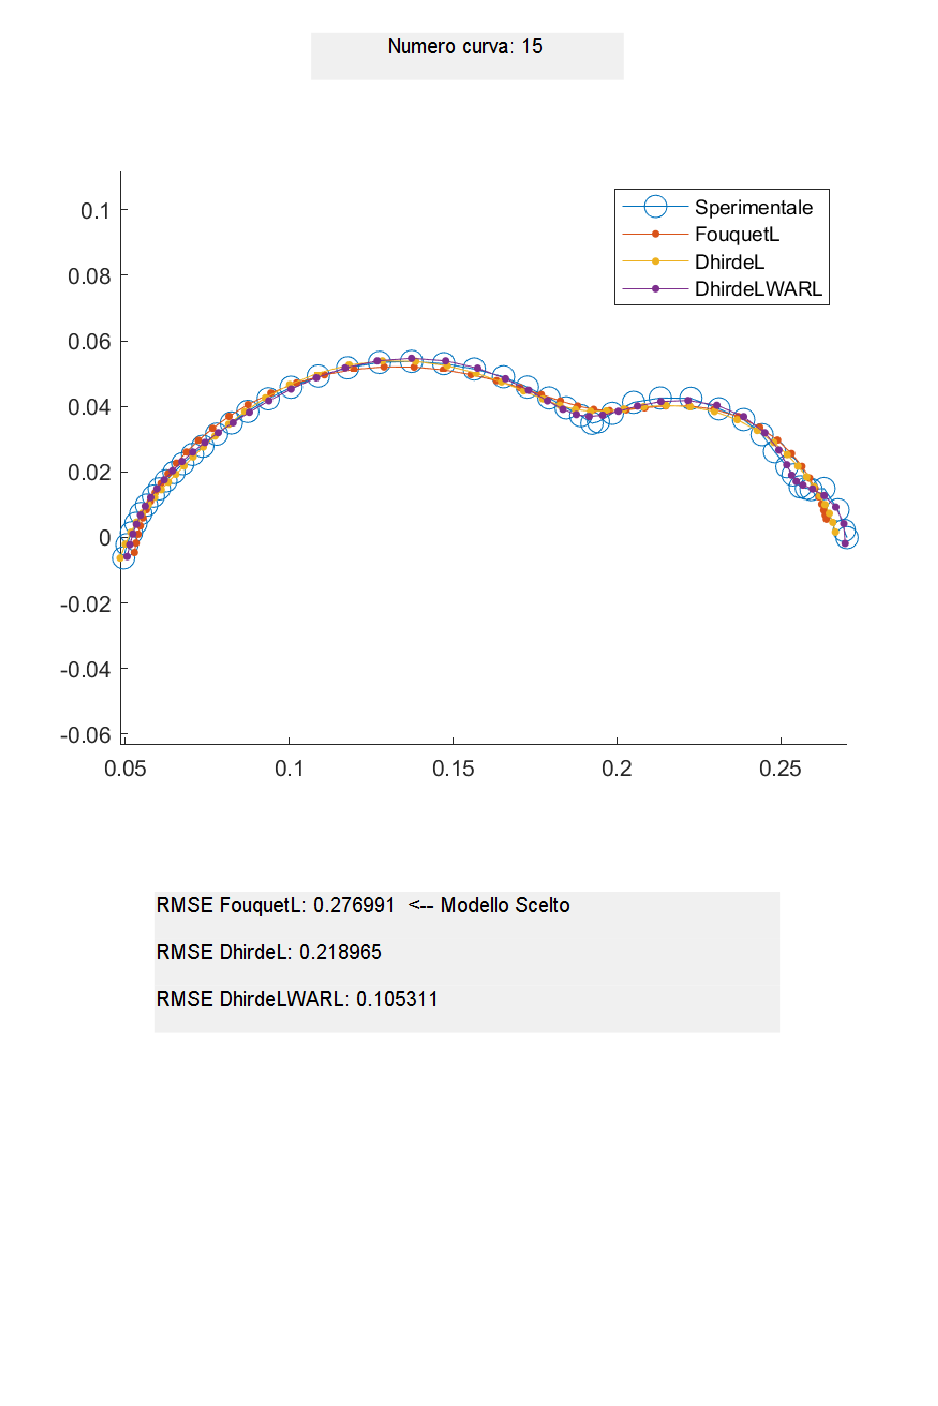 Numero curva: 15
0.1
0.08
0.06
0.04
0.02
0
-0.02
-0.04
-0.06
0.05
0.1
0.15
0.2
0.25
Sperimentale
FouquetL
DhirdeL
DhirdeLWARL
RMSE FouquetL: 0.276991 <-- Modello Scelto
RMSE DhirdeL: 0.218965
RMSE DhirdeLWARL: 0.105311